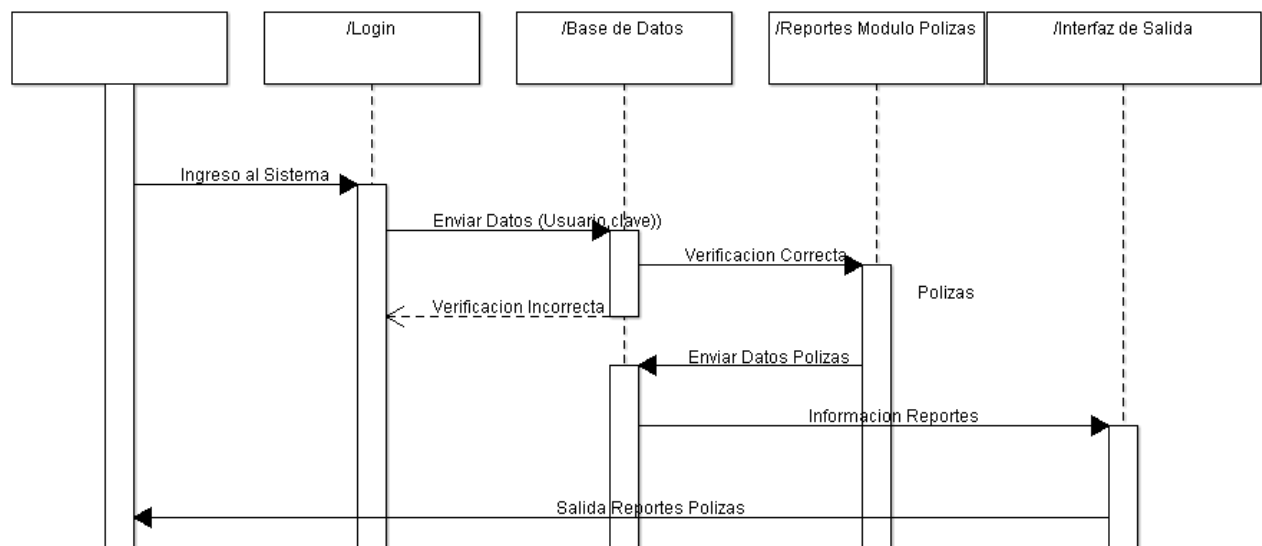 /Login
/Base de Datos
/Reportes Modulo Polizas
/Interfaz de Salida
Ingreso al Sistema
Enviar Datos (Usuario,clave))
Verificacion Correcta
Polizas
Verificacion Incorrecta
Enviar Datos Polizas
Informacion Reportes
Salida Reportes Polizas